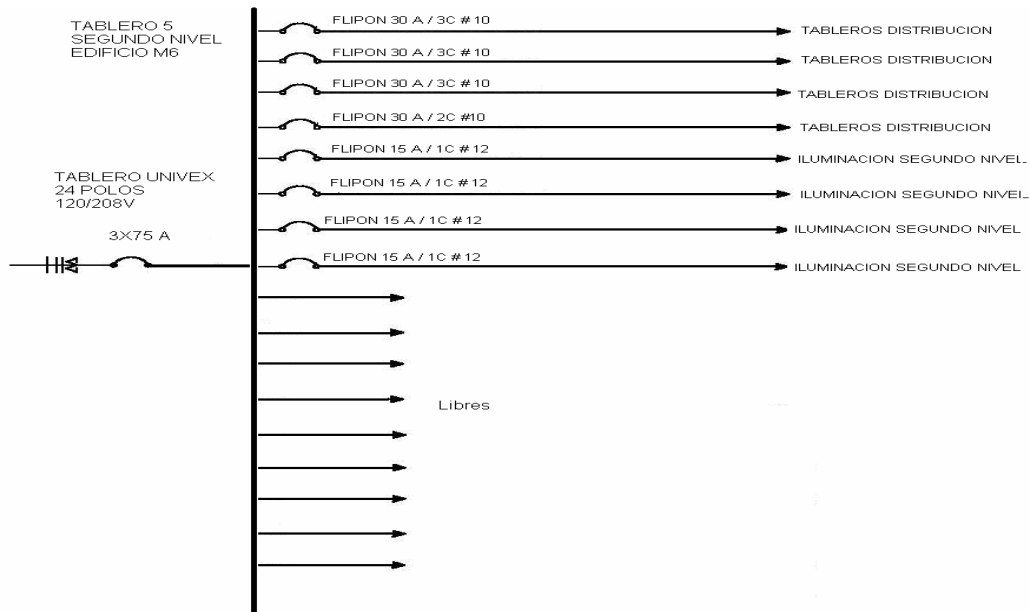 TABLERO 5
SEGUNDO NIVEL
EDIFICIO M6
FLIPON 30 A / 3C # 10
TABLEROS DISTRIBUCION
FLIPON 30 A / 3C # 10
TABLEROS DISTRIBUCION
FLIPON 30 A / 3C # 10
TABLEROS DISTRIBUCION
FLIPON 30 A / 2C #10
TABLEROS DISTRIBUCION
FLIPON 15 A / 1C # 12
ILUMINACION SEGUNDO NIVEL
FLIPON 15 A / 1C # 12
ILUMINACION SEGUNDO NIVEL
FLIPON 15 A / 1C # 12
ILUMINACION SEGUNDO NIVEL
FLIPON 15 A / 1C # 12
ILUMINACION SEGUNDO NIVEL
TABLERO UNIVEX
24 POLOS
120/208V
3X75 A
Libres